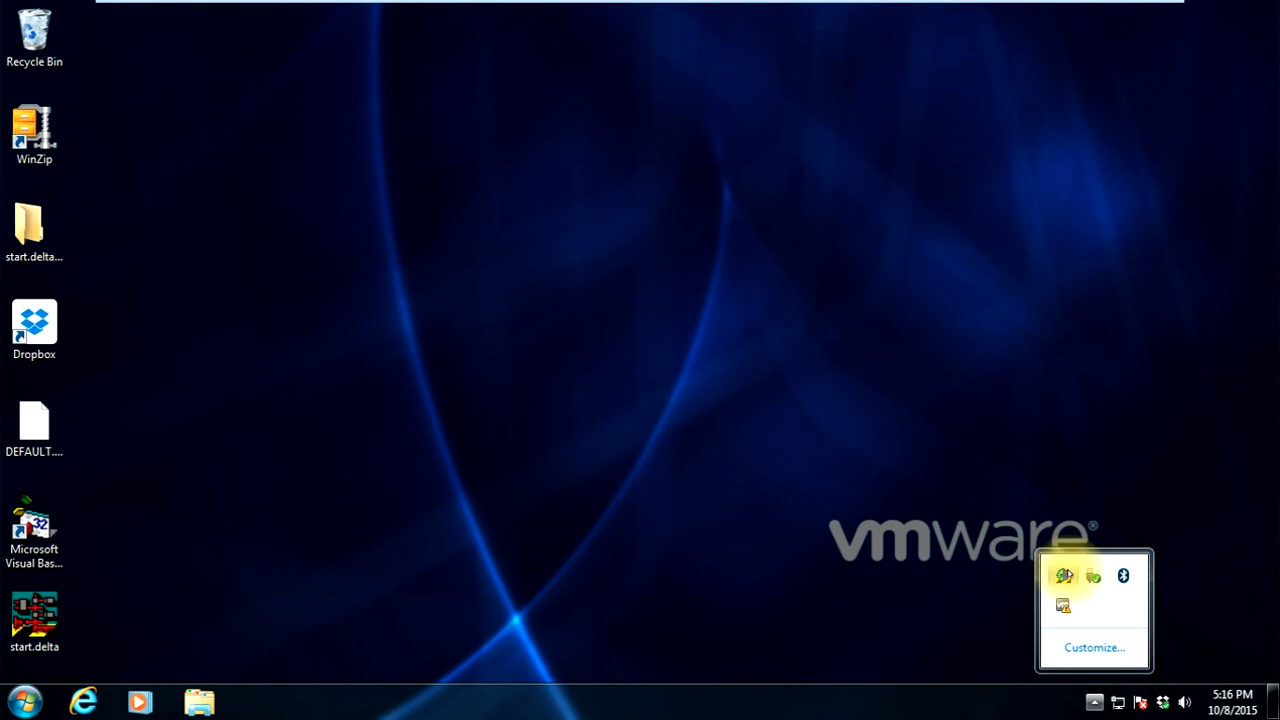 Recycle Bin
WinZip
start.delta...
Dropbox
DEFAULT....
32
Microsoft
Visual Bas...
start.delta
vmware®
Customize...
5:16 PM
10/8/2015